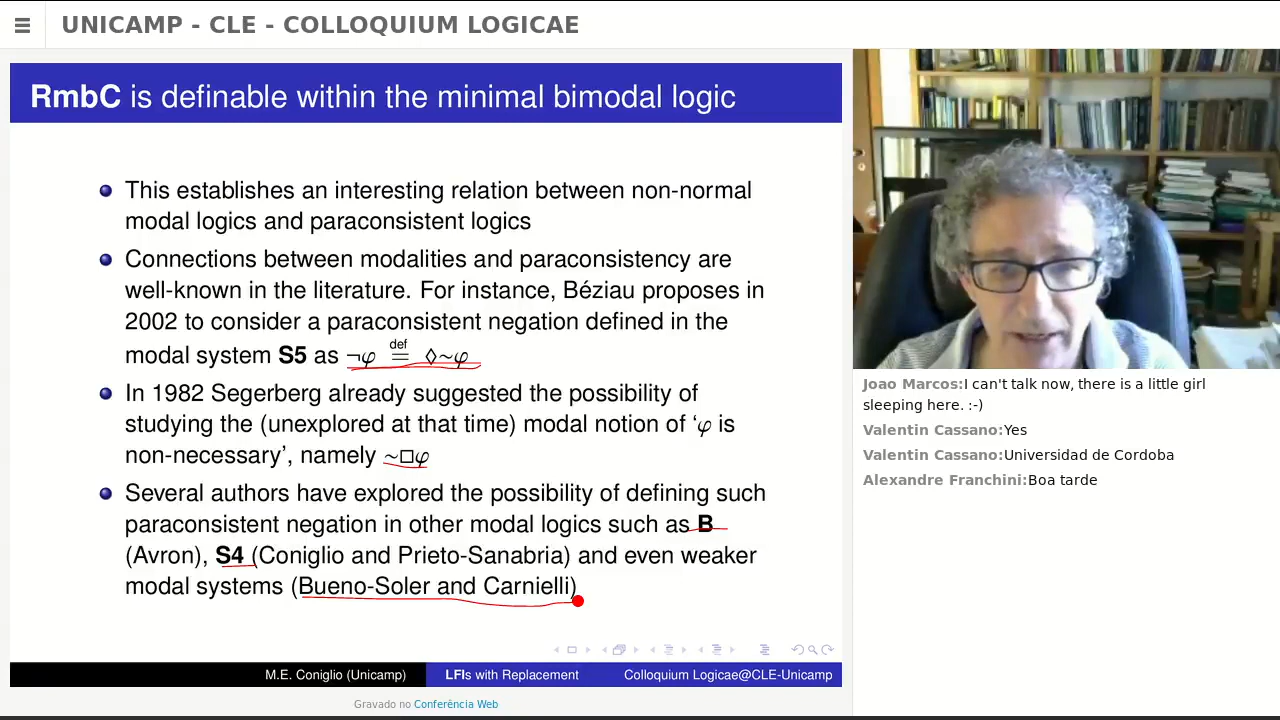 UNICAMP - CLE - COLLOQUIUM LOGICAE
RmbC is definable within the minimal bimodal logic
This establishes an interesting relation between non-normal
modal logics and paraconsistent logics
Connections between modalities and paraconsistency are
well-known in the literature. For instance, Béziau proposes in
2002 to consider a paraconsistent negation defined in the
modal system S5 as ¬φ def= ◊~φ
In 1982 Segerberg already suggested the possibility of
studying the (unexplored at that time) modal notion of ‘φ is
non-necessary’, namely ~□φ
Several authors have explored the possibility of defining such
paraconsistent negation in other modal logics such as B
(Avron), S4 (Coniglio and Prieto-Sanabria) and even weaker
modal systems (Bueno-Soler and Carnielli)
M.E. Coniglio (Unicamp) LFIs with Replacement Colloquium Logicae@CLE-Unicamp
Gravado no Conferência Web
Joao Marcos:I can't talk now, there is a little girl
sleeping here. :-)
Valentin Cassano:Yes
Valentin Cassano:Universidad de Cordoba
Alexandre Franchini:Boa tarde